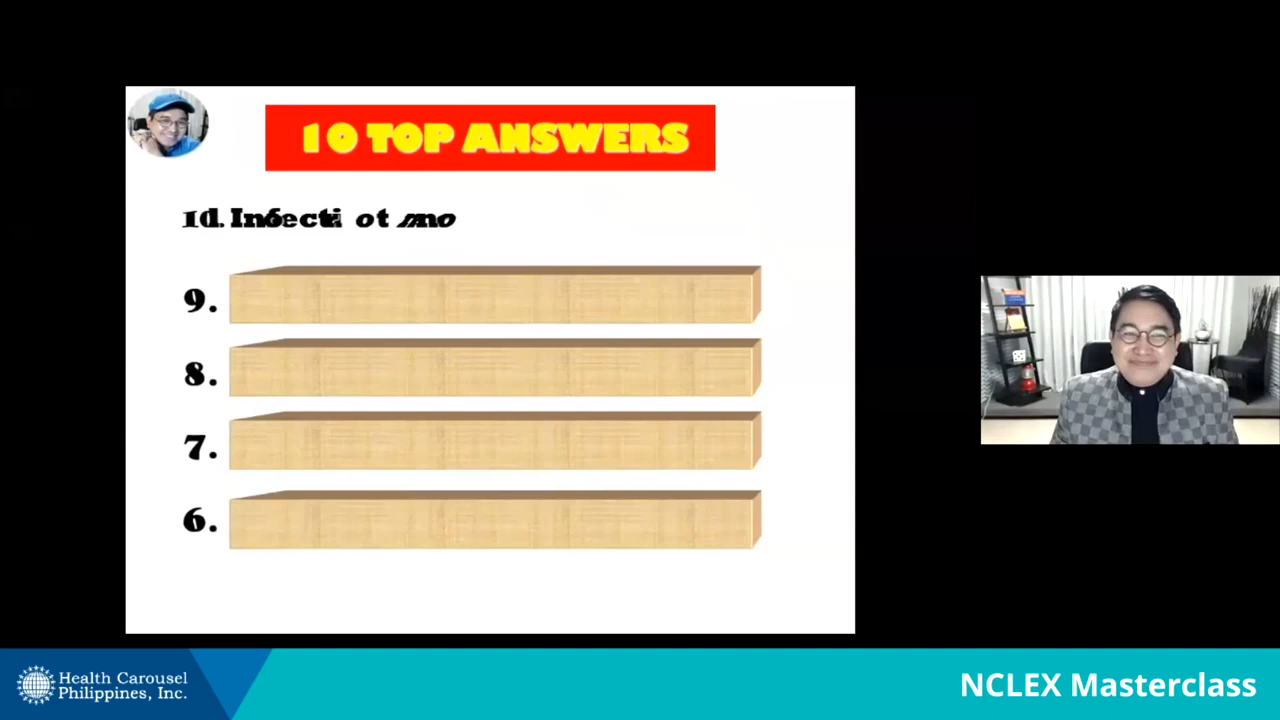 10 TOP ANSWERS
9.
8.
7.
6.
Health Carousel
Philippines, Inc.
NCLEX Masterclass